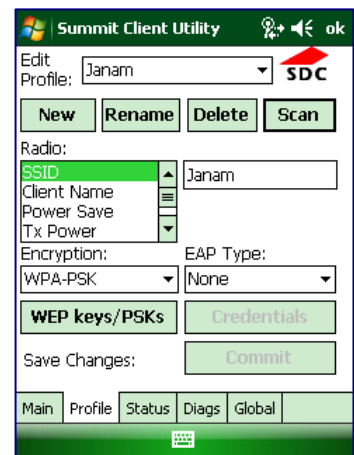 Summit Client Utility ok
Edit Profile: Janam
SDC
New Rename Delete Scan
Radio:
SSID Janam
Client Name
Power Save
Tx Power
Encryption: EAP Type:
WPA-PSK None
WEP keys/PSKs Credentials
Save Changes: Commit
Main Profile Status Diags Global